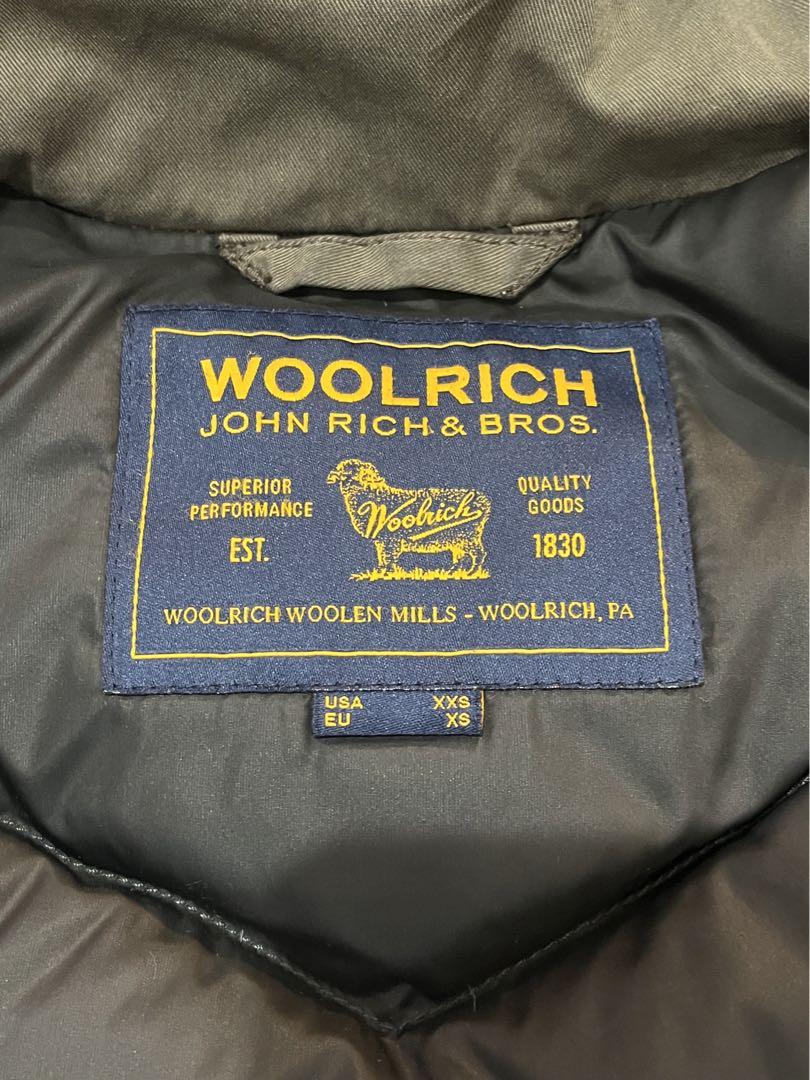 WOOLRICH
JOHN RICH & BROS.
SUPERIOR
PERFORMANCE
EST.
Woolrich
QUALITY
GOODS
1830
WOOLRICH WOOLEN MILLS - WOOLRICH, PA
USA XXS
EU XS